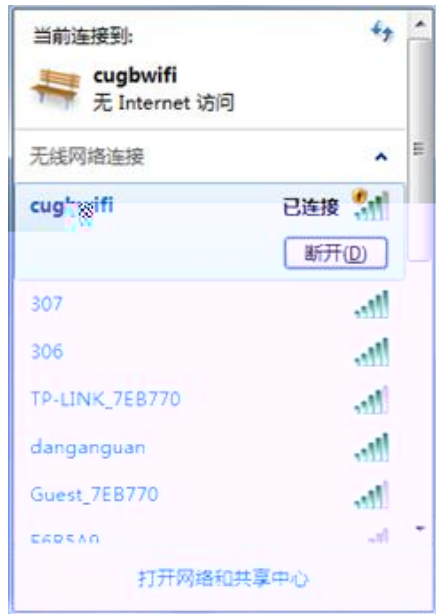 当前连接到:
cugbwifi
无 Internet 访问
无线网络连接
cugbwifi 已连接
断开(D)
307
306
TP-LINK_7EB770
danganguan
Guest_7EB770
打开网络和共享中心